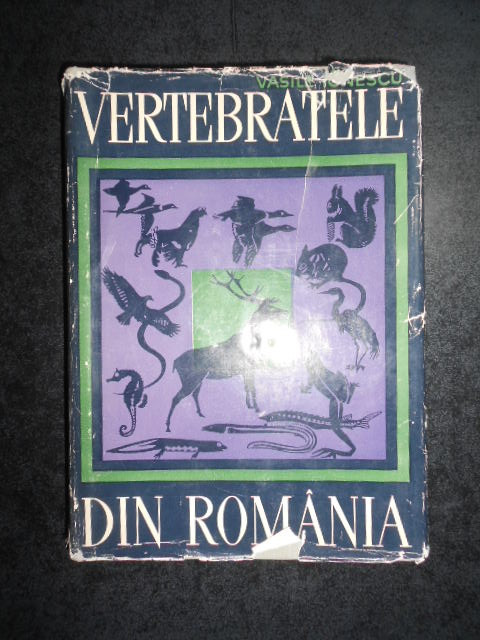 VASILE IONESCU
VERTEBRATELE
DIN ROMÂNIA